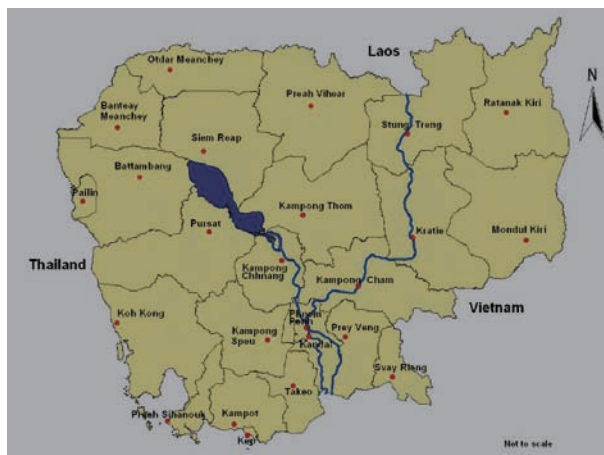 Laos
Otdar Meanchey
N
Preah Vihear
Ratanak Kiri
Banteay
Meanchey
Stung Treng
Siem Reap
Battambang
Pailin
Kampong Thom
Pursat
Kratie
Mondul Kiri
Thailand
Kampong
Chhnang
Kampong Cham
Vietnam
Koh Kong
Phnom
Penh
Kampong
Speu
Kandal
Prey Veng
Svay Rieng
Takeo
Preah Sihanouk
Kampot
Kep
Not to scale